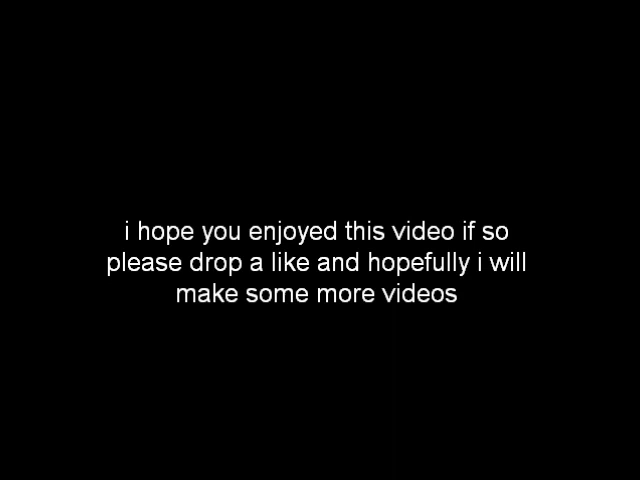 i hope you enjoyed this video if so
please drop a like and hopefully i will
make some more videos